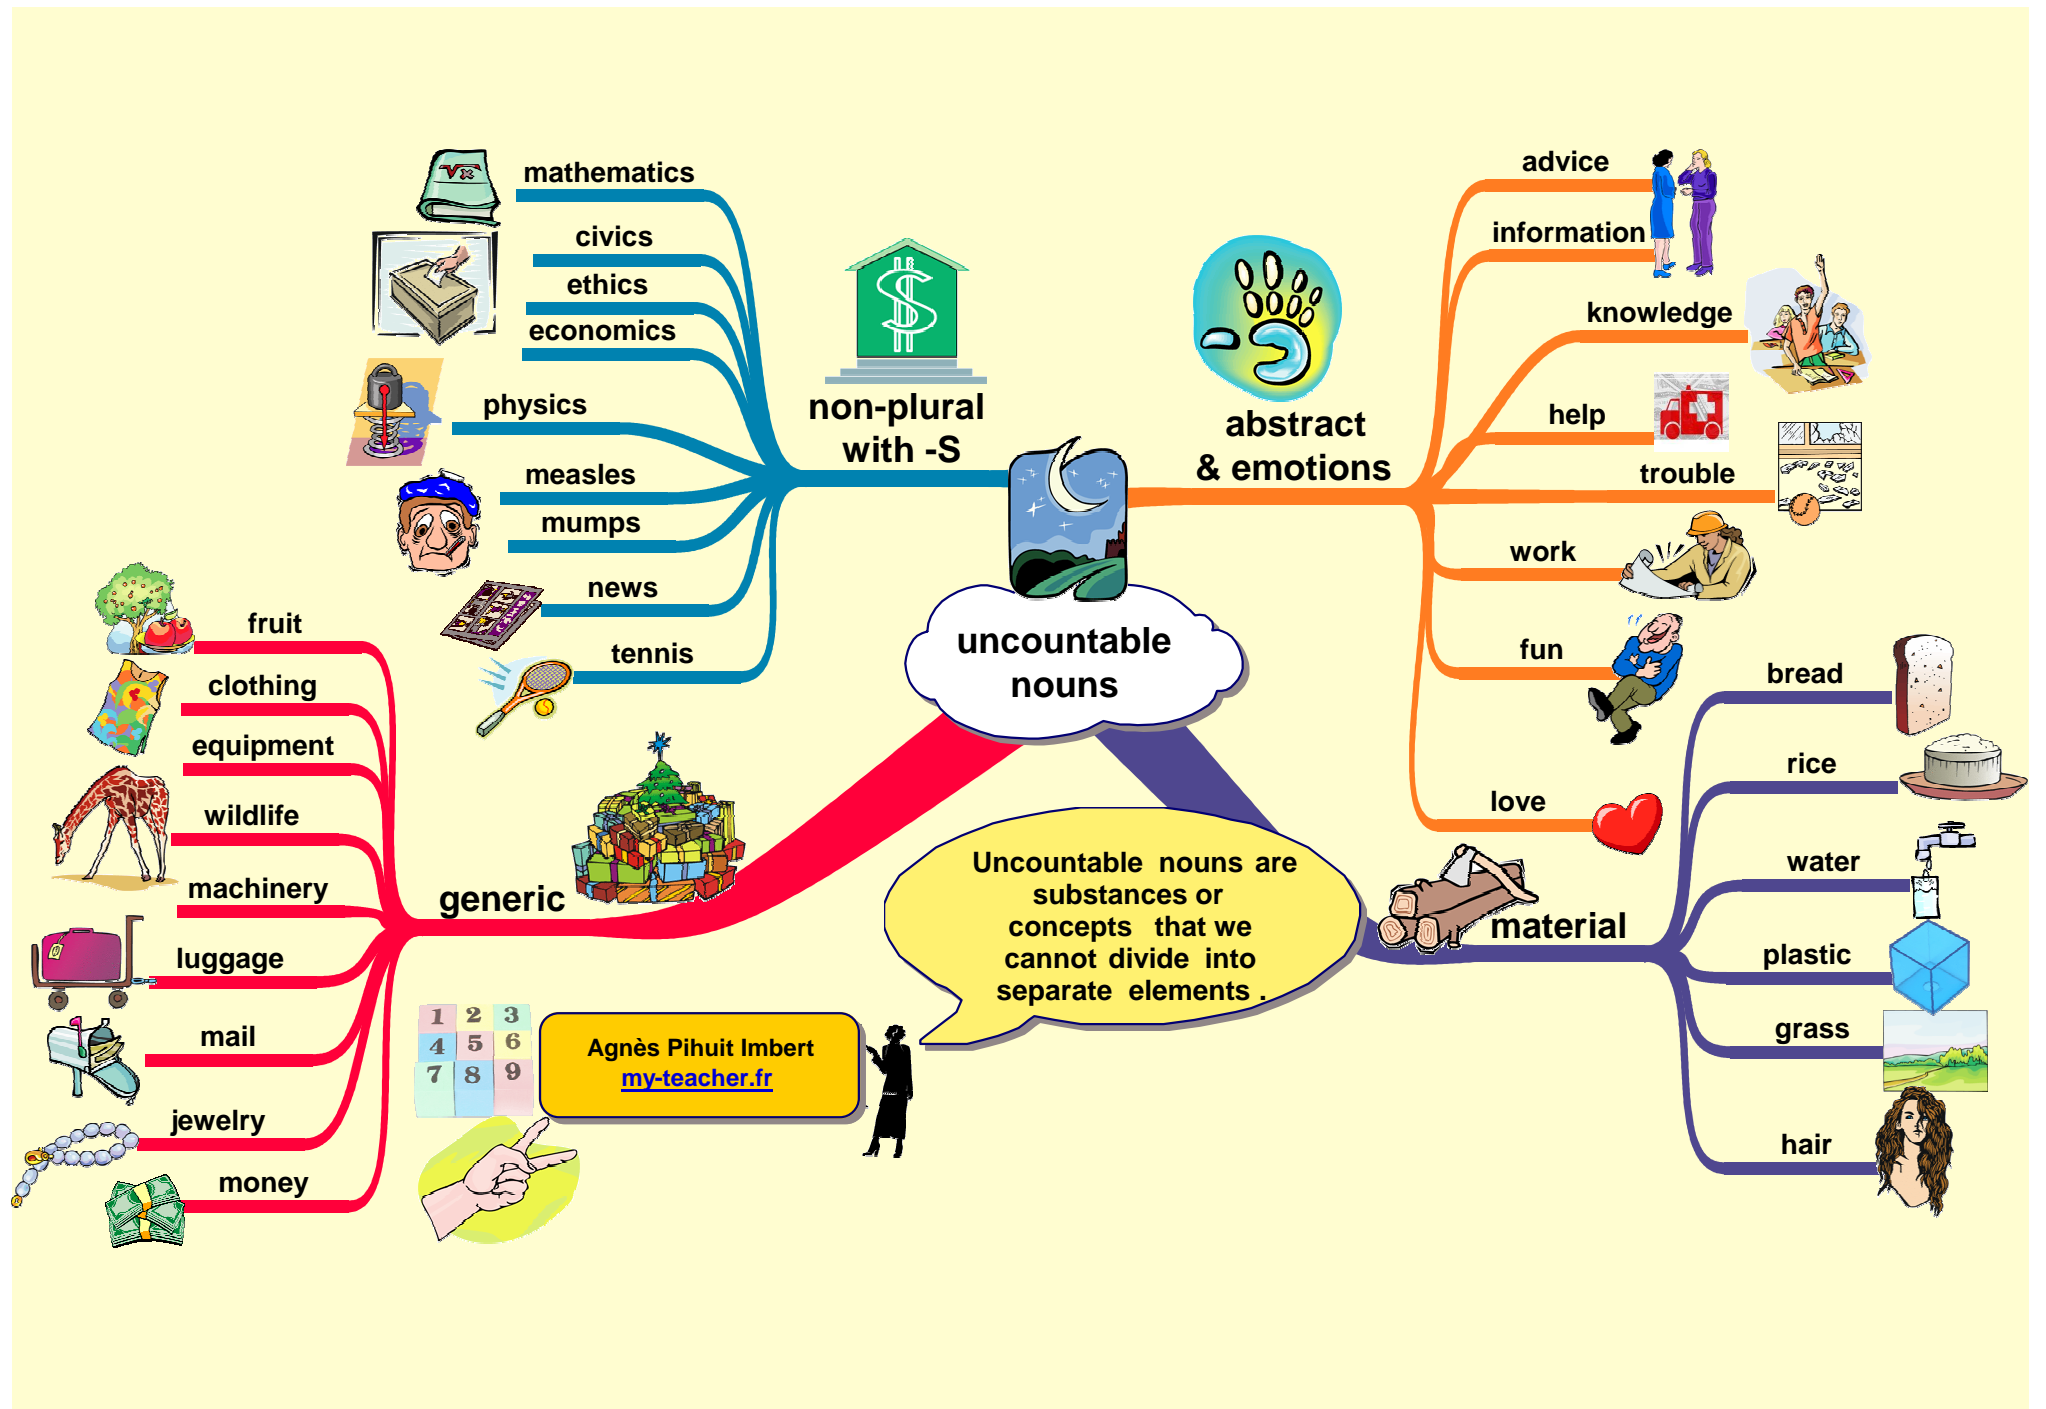 mathematics
civics
ethics
economics
physics
measles
mumps
news
tennis
non-plural
with -S
abstract
& emotions
advice
information
knowledge
help
trouble
work
fun
love
uncountable
nouns
fruit
clothing
equipment
wildlife
machinery
luggage
mail
jewelry
money
generic
bread
rice
water
plastic
grass
hair
material
Uncountable nouns are
substances or
concepts that we
cannot divide into
separate elements .
1 2 3
4 5 6
7 8 9
Agnès Pihuit Imbert
my-teacher.fr
√x
$